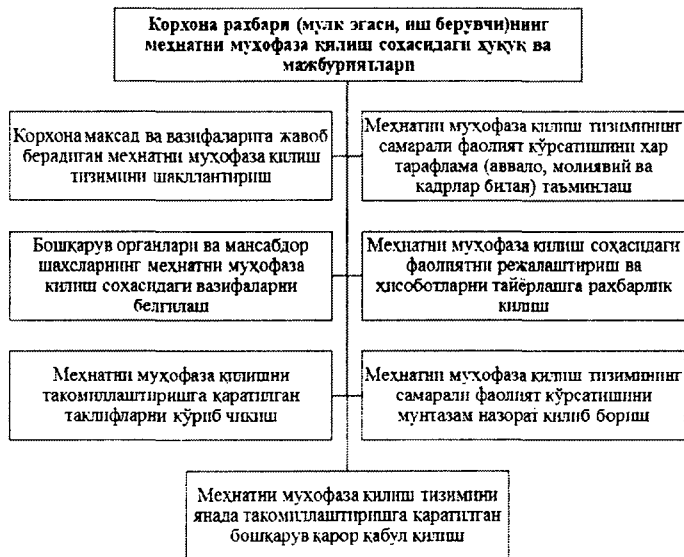 Корхона раҳбари (мулк эгаси, иш берувчи)нинг
меҳнатни муҳофаза қилиш соҳасидаги ҳуқуқ ва
мажбуриятлари
Корхона мақсад ва вазифаларига жавоб
берадиган меҳнатни муҳофаза қилиш
тизимини шакллантириш
Меҳнатни муҳофаза қилиш тизимининг
самарали фаолият кўрсатишини ҳар
тарафлама (аввало, молиявий ва
кадрлар билан) таъминлаш
Бошқарув органлари ва мансабдор
шахсларнинг меҳнатни муҳофаза
қилиш соҳасидаги вазифаларни
белгилаш
Меҳнатни муҳофаза қилиш соҳасидаги
фаолиятни режалаштириш ва
ҳисоботларни тайёрлашга раҳбарлик
қилиш
Меҳнатни муҳофаза қилишни
такомиллаштиришга қаратилган
таклифларни кўриб чиқиш
Меҳнатни муҳофаза қилиш тизимининг
самарали фаолият кўрсатишини
мунтазам назорат қилиб бориш
Меҳнатни муҳофаза қилиш тизимини
янада такомиллаштиришга қаратилган
бошқарув қарор қабул қилиш